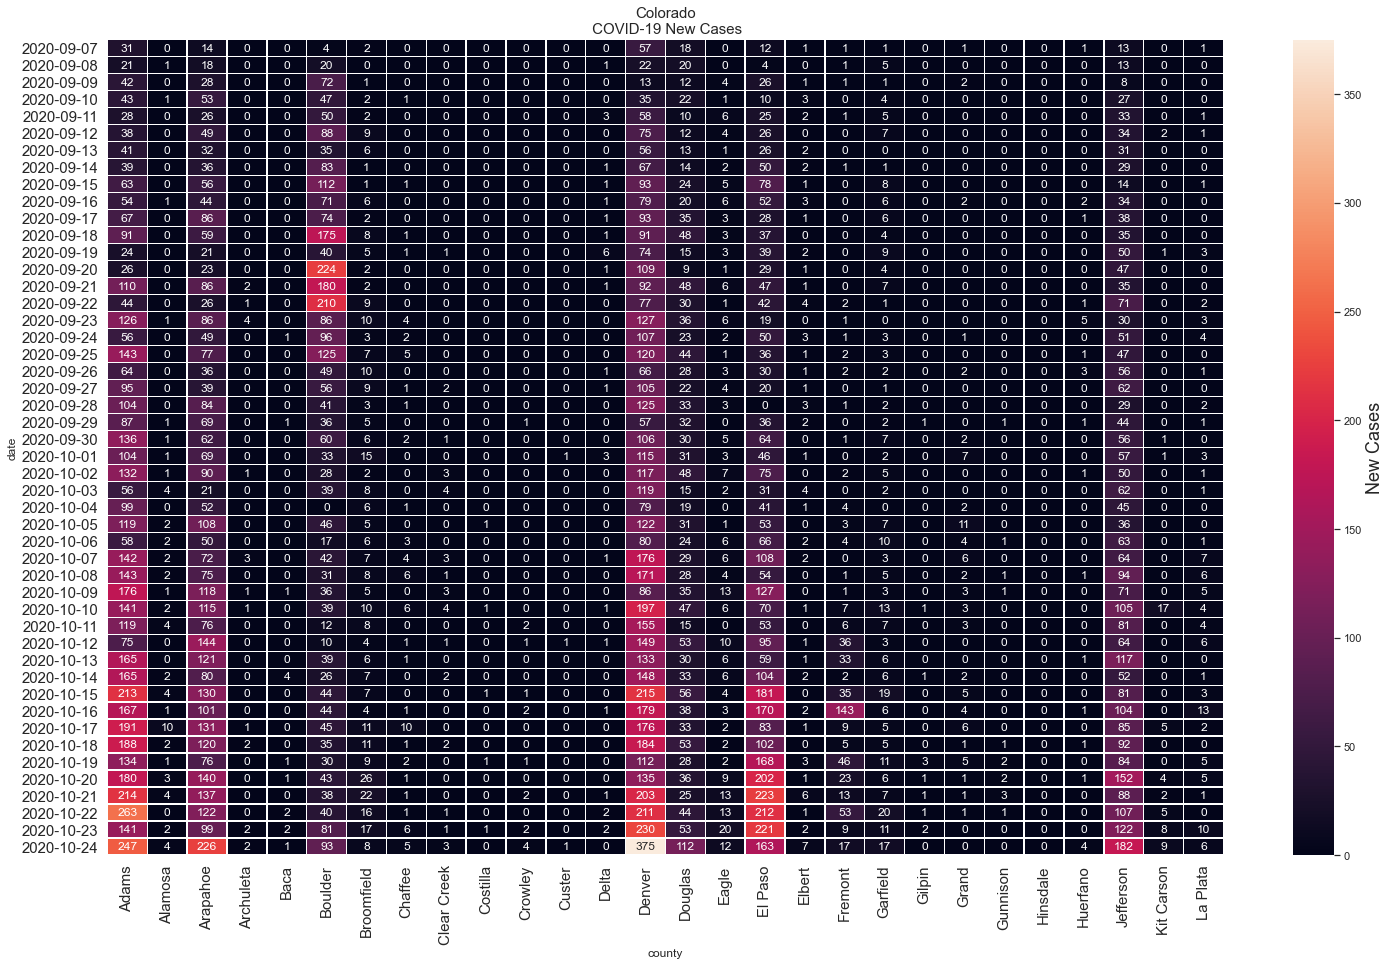 Colorado
COVID-19 New Cases
2020-09-07 31 0 14 0 0 4 2 0 0 0 0 0 0 57 18 0 12 1 1 1 0 1 0 0 1 13 0 1
2020-09-08 21 1 18 0 0 20 0 0 0 0 0 0 1 22 20 0 4 0 1 5 0 0 0 0 0 13 0 0
2020-09-09 42 0 28 0 0 72 1 0 0 0 0 0 0 13 12 4 26 1 1 1 0 2 0 0 0 8 0 0
2020-09-10 43 1 53 0 0 47 2 1 0 0 0 0 0 35 22 1 10 3 0 4 0 0 0 0 0 27 0 0
2020-09-11 28 0 26 0 0 50 2 0 0 0 0 0 3 58 10 6 25 2 1 5 0 0 0 0 0 33 0 1
2020-09-12 38 0 49 0 0 88 9 0 0 0 0 0 0 75 12 4 26 0 0 7 0 0 0 0 0 34 2 1
2020-09-13 41 0 32 0 0 35 6 0 0 0 0 0 0 56 13 1 26 2 0 0 0 0 0 0 0 31 0 0
2020-09-14 39 0 36 0 0 83 1 0 0 0 0 0 1 67 14 2 50 2 1 1 0 0 0 0 0 29 0 0
2020-09-15 63 0 56 0 0 112 1 1 0 0 0 0 1 93 24 5 78 1 0 8 0 0 0 0 0 14 0 1
2020-09-16 54 1 44 0 0 71 6 0 0 0 0 0 1 79 20 6 52 3 0 6 0 2 0 0 2 34 0 0
2020-09-17 67 0 86 0 0 74 2 0 0 0 0 0 0 93 35 3 28 1 0 6 0 0 0 0 1 38 0 0
2020-09-18 91 0 59 0 0 175 8 1 0 0 0 0 1 91 48 3 37 0 0 4 0 0 0 0 0 35 0 0
2020-09-19 24 0 21 0 0 40 5 1 1 0 0 0 6 74 15 3 39 2 0 9 0 0 0 0 0 50 1 3
2020-09-20 26 0 23 0 0 224 2 0 0 0 0 0 1 109 9 1 29 1 0 4 0 0 0 0 0 47 0 0
2020-09-21 110 0 86 2 0 180 2 0 0 0 0 0 1 92 48 6 47 1 0 7 0 0 0 0 0 35 0 0
2020-09-22 44 0 26 1 0 210 9 0 0 0 0 0 0 77 30 1 42 4 2 1 0 0 0 0 1 71 0 2
2020-09-23 126 1 86 4 0 86 10 4 0 0 0 0 0 127 36 6 19 0 1 0 0 0 0 0 5 30 0 3
2020-09-24 56 0 49 0 1 96 3 2 0 0 0 0 0 107 23 2 50 3 1 3 0 1 0 0 0 51 0 4
2020-09-25 143 0 77 0 0 125 7 5 0 0 0 0 0 120 44 1 36 1 2 3 0 0 0 0 1 47 0 0
2020-09-26 64 0 36 0 0 49 10 0 0 0 0 0 1 66 28 3 30 1 2 2 0 2 0 0 3 56 0 1
2020-09-27 95 0 39 0 0 56 9 1 2 0 0 0 1 105 22 4 20 1 0 1 0 0 0 0 0 62 0 0
2020-09-28 104 0 84 0 0 41 3 1 0 0 0 0 0 125 33 3 0 3 1 2 0 0 0 0 0 29 0 2
2020-09-29 87 1 69 0 1 36 5 0 0 0 1 0 0 57 32 0 36 2 0 2 1 0 1 0 1 44 0 1
2020-09-30 136 1 62 0 0 60 6 2 1 0 0 0 0 106 30 5 64 0 1 7 0 2 0 0 0 56 1 0
2020-10-01 104 1 69 0 0 33 15 0 0 0 0 1 3 115 31 3 46 1 0 2 0 7 0 0 0 57 1 3
2020-10-02 132 1 90 1 0 28 2 0 3 0 0 0 0 117 48 7 75 0 2 5 0 0 0 0 1 50 0 1
2020-10-03 56 4 21 0 0 39 8 0 4 0 0 0 0 119 15 2 31 4 0 2 0 0 0 0 0 62 0 1
2020-10-04 99 0 52 0 0 0 6 1 0 0 0 0 0 79 19 0 41 1 4 0 0 2 0 0 0 45 0 0
2020-10-05 119 2 108 0 0 46 5 0 0 1 0 0 0 122 31 1 53 0 3 7 0 11 0 0 0 36 0 0
2020-10-06 58 2 50 0 0 17 6 3 0 0 0 0 0 80 24 6 66 2 4 10 0 4 1 0 0 63 0 1
2020-10-07 142 2 72 3 0 42 7 4 3 0 0 0 1 176 29 6 108 2 0 3 0 6 0 0 0 64 0 7
2020-10-08 143 2 75 0 0 31 8 6 1 0 0 0 0 171 28 4 54 0 1 5 0 2 1 0 1 94 0 6
2020-10-09 176 1 118 1 1 36 5 0 3 0 0 0 0 86 35 13 127 0 1 3 0 3 1 0 0 71 0 5
2020-10-10 141 2 115 1 0 39 10 6 4 1 0 0 1 197 47 6 70 1 7 13 1 3 0 0 0 105 17 4
2020-10-11 119 4 76 0 0 12 8 0 0 0 2 0 0 155 15 0 53 0 6 7 0 3 0 0 0 81 0 4
2020-10-12 75 0 144 0 0 10 4 1 1 0 1 1 1 149 53 10 95 1 36 3 0 0 0 0 0 64 0 6
2020-10-13 165 0 121 0 0 39 6 1 0 0 0 0 0 133 30 6 59 1 33 6 0 0 0 0 1 117 0 0
2020-10-14 165 2 80 0 4 26 7 0 2 0 0 0 1 148 33 6 104 2 2 6 1 2 0 0 0 52 0 1
2020-10-15 213 4 130 0 0 44 7 0 0 1 1 0 0 215 56 4 181 0 35 19 0 5 0 0 0 81 0 3
2020-10-16 167 1 101 0 0 44 4 1 0 0 2 0 1 179 38 3 170 2 143 6 0 4 0 0 1 104 0 13
2020-10-17 191 10 131 1 0 45 11 10 0 0 0 0 0 176 33 2 83 1 9 5 0 6 0 0 0 85 5 2
2020-10-18 188 2 120 2 0 35 11 1 2 0 0 0 0 184 53 2 102 0 5 5 0 1 1 0 1 92 0 0
2020-10-19 134 1 76 0 1 30 9 2 0 1 0 0 1 112 28 2 168 3 46 11 3 5 2 0 0 84 0 5
2020-10-20 180 3 140 0 1 43 26 1 0 0 0 0 0 135 36 9 202 1 23 6 1 1 2 0 1 152 4 5
2020-10-21 214 4 137 0 0 38 22 1 0 0 2 0 1 203 25 13 223 6 13 7 1 1 3 0 0 88 2 1
2020-10-22 263 0 122 0 2 40 16 1 1 0 0 0 2 211 44 13 212 1 53 20 1 1 1 0 0 107 5 0
2020-10-23 141 2 99 2 2 81 17 6 1 1 2 0 2 230 53 20 221 2 9 11 2 0 0 0 0 122 8 10
2020-10-24 247 4 226 2 1 93 8 5 3 0 4 1 0 375 112 12 163 7 17 17 0 0 0 0 4 182 9 6
date
Adams Alamosa Arapahoe Archuleta Baca Boulder Broomfield Chaffee Clear Creek Costilla Crowley Custer Delta Denver Douglas Eagle El Paso Elbert Fremont Garfield Gilpin Grand Gunnison Hinsdale Huerfano Jefferson Kit Carson La Plata
county
350
300
250
200
150
100
50
0
New Cases